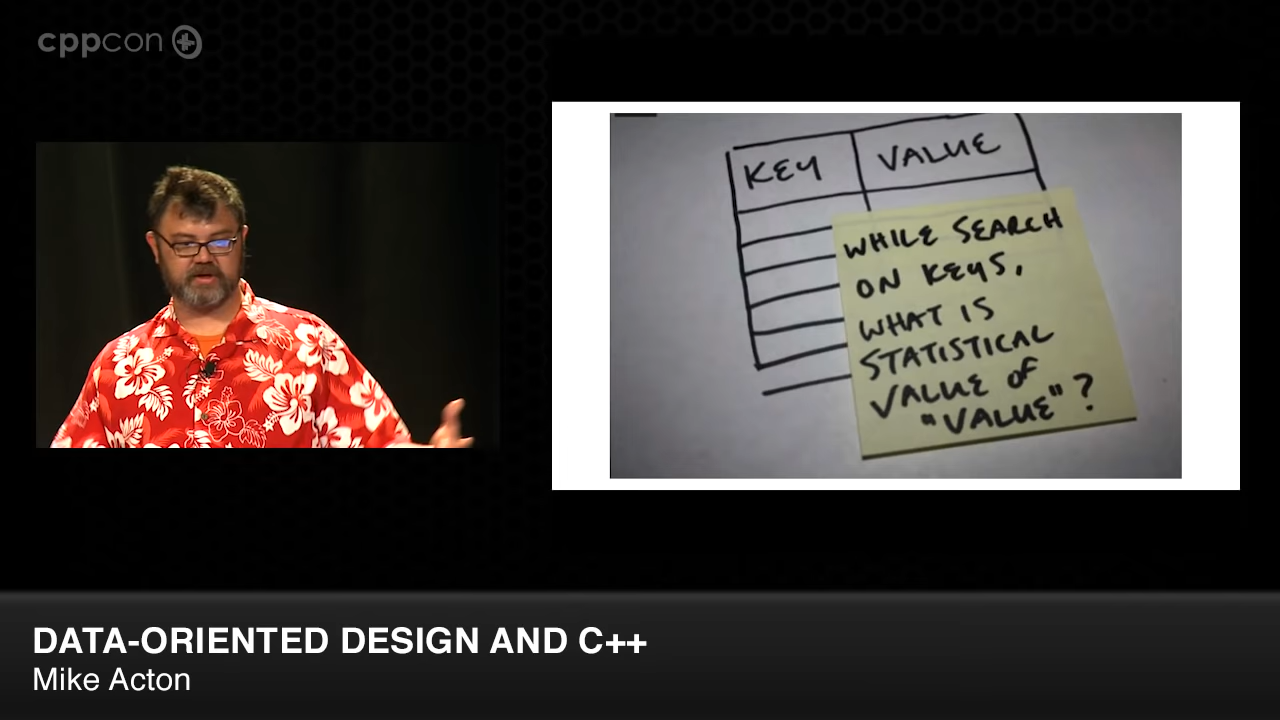 cppcon
KEY
VALUE
WHILE SEARCH
ON KEYS,
WHAT IS
STATISTICAL
VALUE OF
"VALUE"?
DATA-ORIENTED DESIGN AND C++
Mike Acton